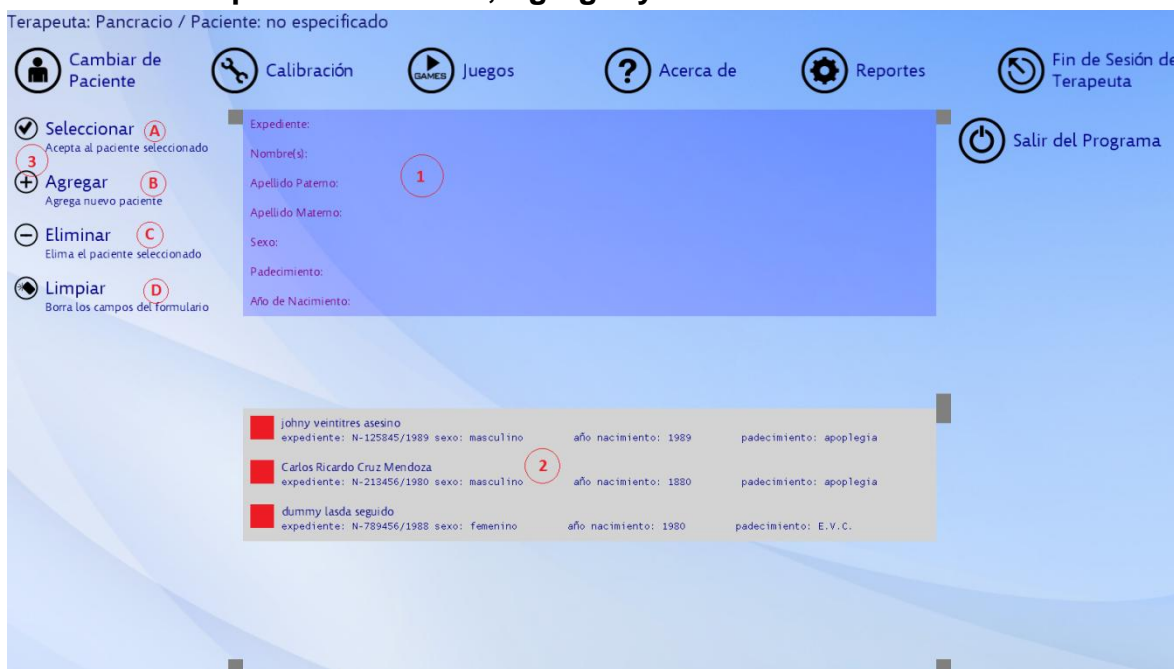 Terapeuta: Pancracio / Paciente: no especificado
Cambiar de
Paciente
Calibración
GAMES
Juegos
?
Acerca de
Reportes
Fin de Sesión de
Terapeuta
Seleccionar A
Acepta al paciente seleccionado
3
Agregar B
Agrega nuevo paciente
Eliminar C
Elima el paciente seleccionado
Limpiar D
Borra los campos del formulario
Expediente:
Nombre(s):
Apellido Paterno:
1
Apellido Materno:
Sexo:
Padecimiento:
Año de Nacimiento:
Salir del Programa
johny veintitres asesino
expediente: N-125845/1989 sexo: masculino año nacimiento: 1989 padecimiento: apoplegia
Carlos Ricardo Cruz Mendoza
2
expediente: N-213456/1980 sexo: masculino año nacimiento: 1880 padecimiento: apoplegia
dummy lasda seguido
expediente: N-789456/1988 sexo: femenino año nacimiento: 1980 padecimiento: E.V.C.